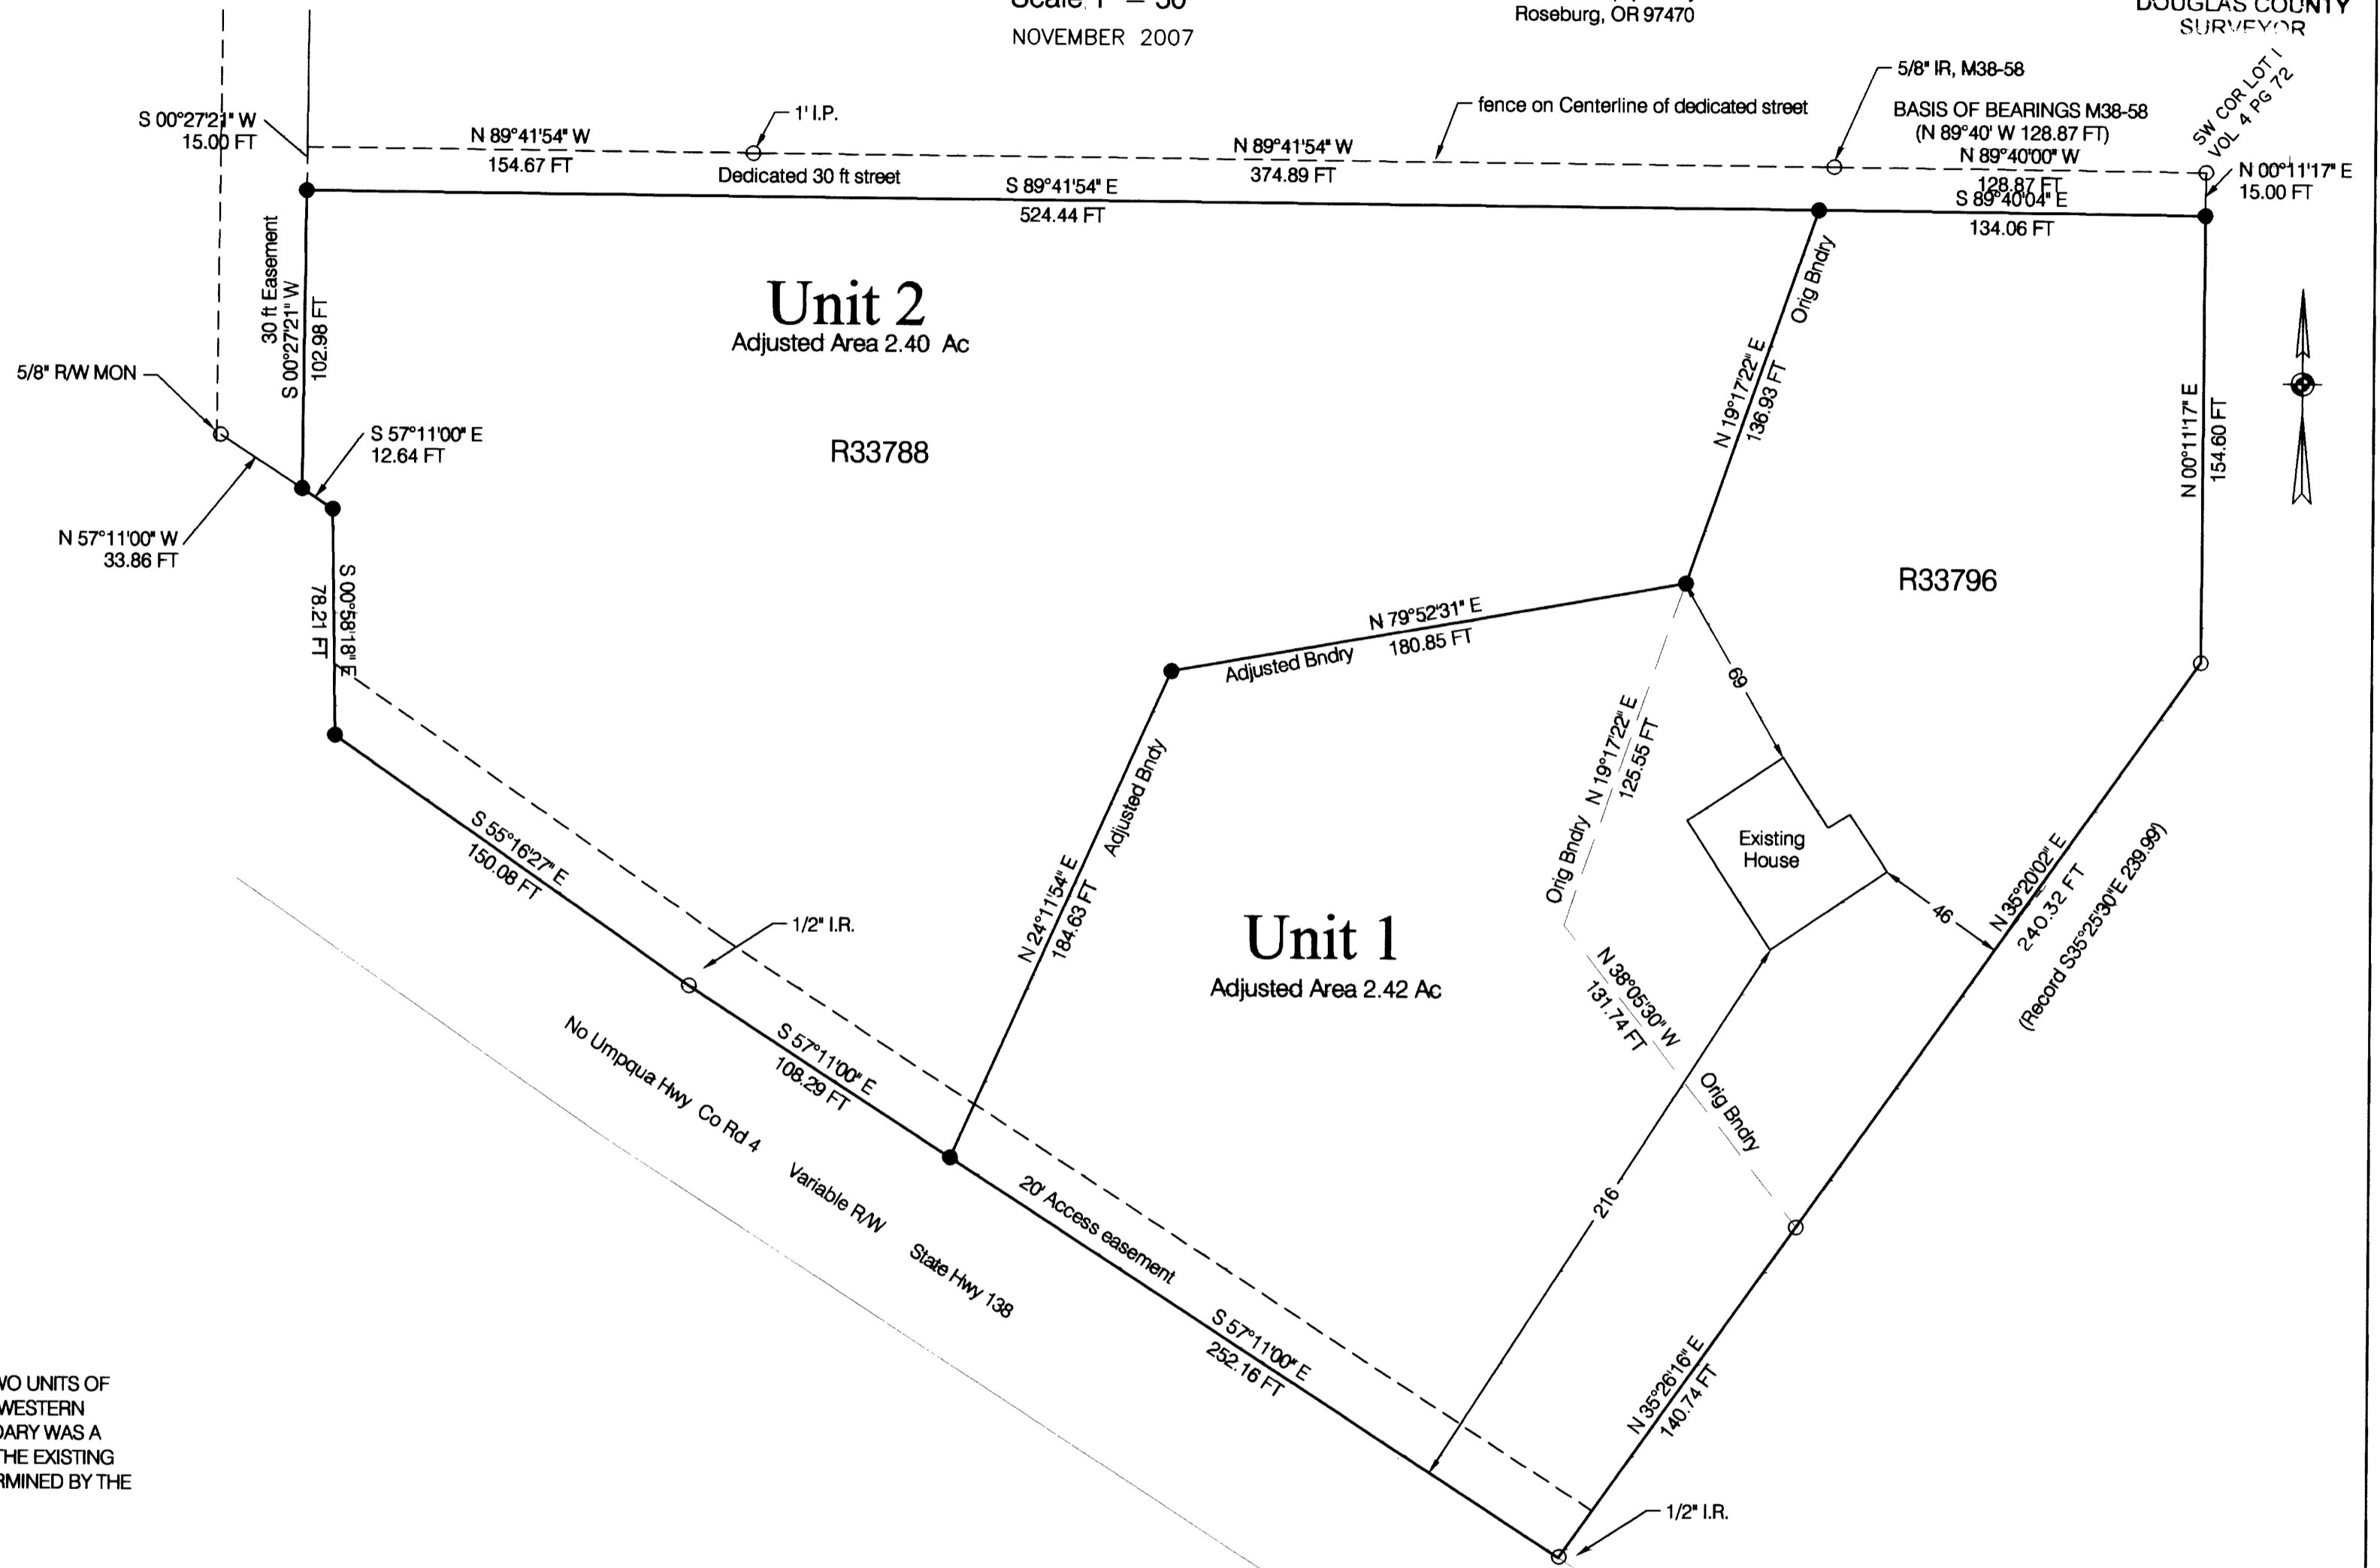 NOVEMBER 2007
Roseburg, OR 97470
DOUGLAS COUNTY
SURVEYOR
SW COR LOT 1
VOL 4 PG 72
5/8" IR, M38-58
fence on Centerline of dedicated street
BASIS OF BEARINGS M38-58
(N 89°40' W 128.87 FT)
N 89°40'00" W
128.87 FT
S 89°40'04" E
134.06 FT
N 00°11'17" E
15.00 FT
S 00°27'21" W
15.00 FT
N 89°41'54" W
154.67 FT
1' I.P.
Dedicated 30 ft street
N 89°41'54" W
374.89 FT
S 89°41'54" E
524.44 FT
30 ft Easement
S 00°27'21" W
102.98 FT
Unit 2
Adjusted Area 2.40 Ac
R33788
Orig Bndry
N 19°17'22" E
136.93 FT
N 00°11'17" E
154.60 FT
5/8" R/W MON
S 57°11'00" E
12.64 FT
N 57°11'00" W
33.86 FT
S 00°58'18" E
78.21 FT
R33796
N 79°52'31" E
180.85 FT
Adjusted Bndry
69
Orig Bndry N 19°17'22" E
125.55 FT
Adjusted Bndy
N 24°11'54" E
184.63 FT
Existing
House
46
N 35°20'02" E
240.32 FT
(Record S35°25'30"E 239.99')
S 55°16'27" E
150.08 FT
1/2" I.R.
Unit 1
Adjusted Area 2.42 Ac
N 38°05'30" W
131.74 FT
Orig Bndry
S 57°11'00" E
108.29 FT
No Umpqua Hwy Co Rd 4 Variable R/W State Hwy 138
20' Access easement
216
S 57°11'00" E
252.16 FT
N 35°26'16" E
140.74 FT
1/2" I.R.
WO UNITS OF
WESTERN
DARY WAS A
THE EXISTING
RMINED BY THE